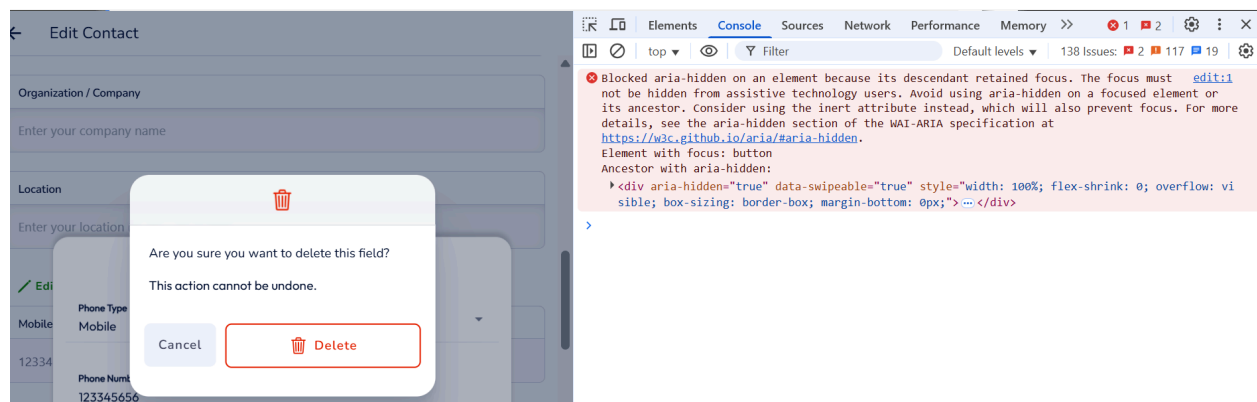 Edit Contact
Organization / Company
Enter your company name
Location
Enter your location
Edi
Phone Type
Mobile
Mobile
12334
Phone Numb
123345656
Are you sure you want to delete this field?
This action cannot be undone.
Cancel
Delete
Elements Console Sources Network Performance Memory 1 2
top Filter Default levels 138 Issues: 2 117 19
Blocked aria-hidden on an element because its descendant retained focus. The focus must edit:1
not be hidden from assistive technology users. Avoid using aria-hidden on a focused element or
its ancestor. Consider using the inert attribute instead, which will also prevent focus. For more
details, see the aria-hidden section of the WAI-ARIA specification at
https://w3c.github.io/aria/#aria-hidden.
Element with focus: button
Ancestor with aria-hidden:
<div aria-hidden="true" data-swipeable="true" style="width: 100%; flex-shrink: 0; overflow: vi
sible; box-sizing: border-box; margin-bottom: 0px;"> … </div>